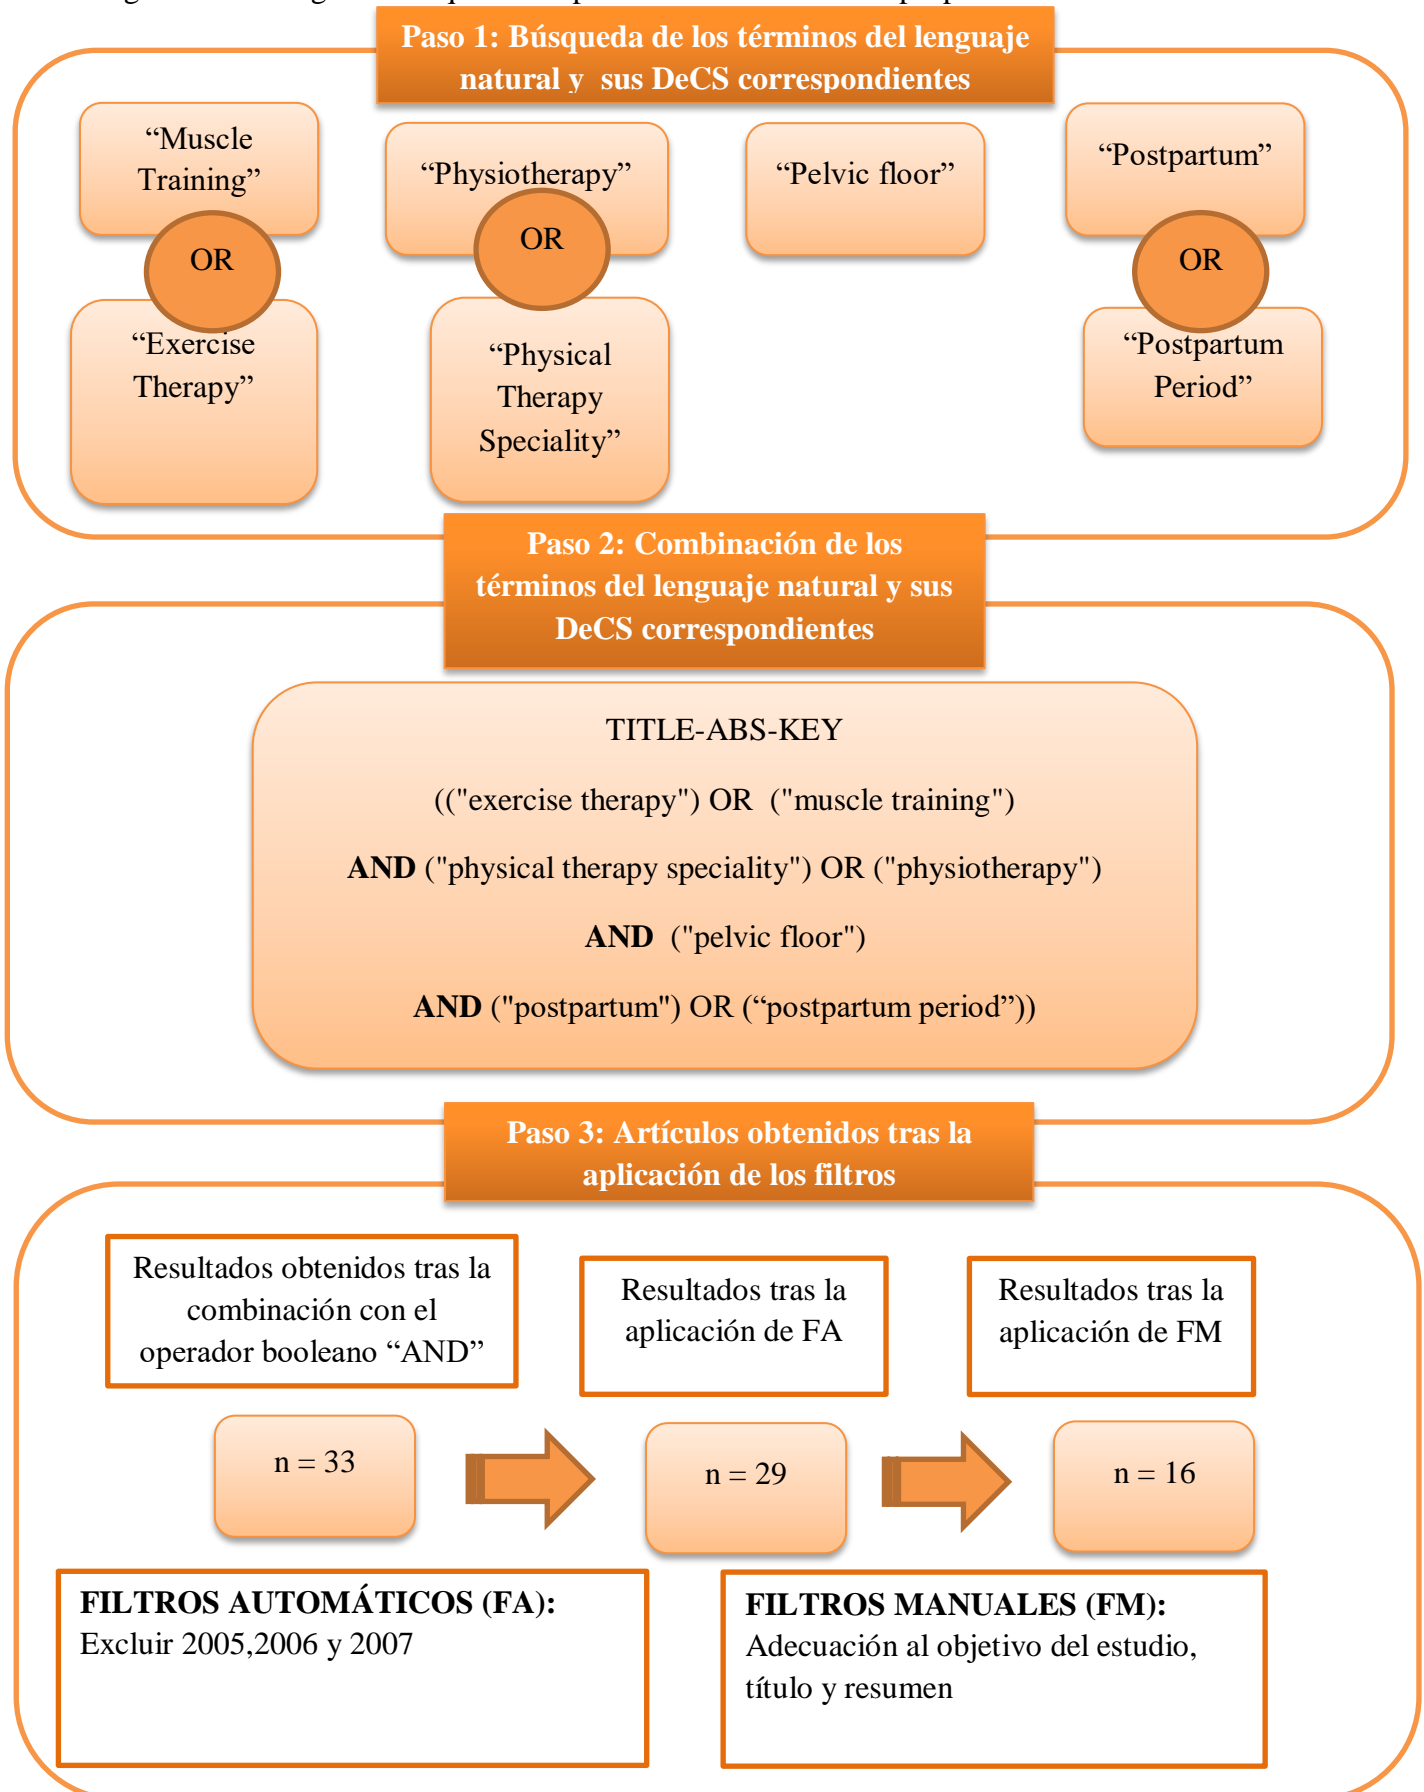 Paso 1: Búsqueda de los términos del lenguaje
natural y sus DeCS correspondientes
“Muscle
Training”
OR
“Exercise
Therapy”
“Physiotherapy”
OR
“Physical
Therapy
Speciality”
“Pelvic floor”
“Postpartum”
OR
“Postpartum
Period”
Paso 2: Combinación de los
términos del lenguaje natural y sus
DeCS correspondientes
TITLE-ABS-KEY
(("exercise therapy") OR ("muscle training")
AND ("physical therapy speciality") OR ("physiotherapy")
AND ("pelvic floor")
AND ("postpartum") OR (“postpartum period”))
Paso 3: Artículos obtenidos tras la
aplicación de los filtros
Resultados obtenidos tras la
combinación con el
operador booleano “AND”
Resultados tras la
aplicación de FA
Resultados tras la
aplicación de FM
n = 33
n = 29
n = 16
FILTROS AUTOMÁTICOS (FA):
Excluir 2005,2006 y 2007
FILTROS MANUALES (FM):
Adecuación al objetivo del estudio,
título y resumen